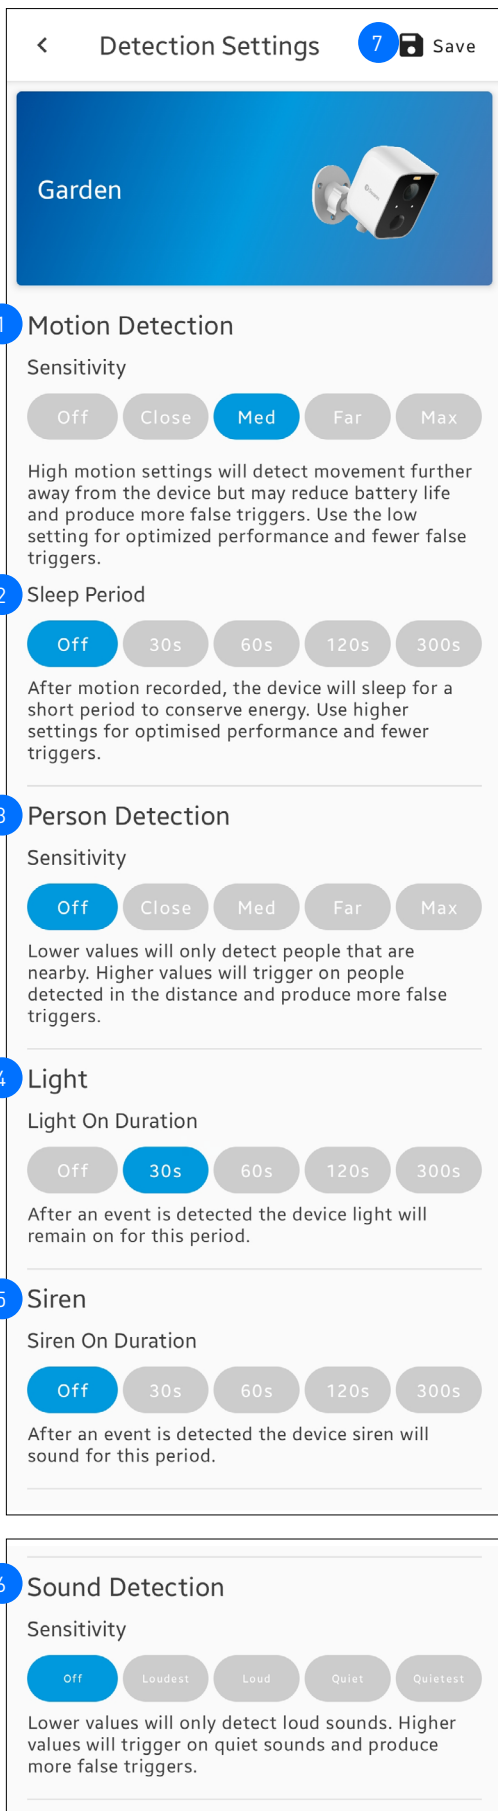 Detection Settings 7 Save
Garden
1 Motion Detection
Sensitivity
Off Close Med Far Max
High motion settings will detect movement further
away from the device but may reduce battery life
and produce more false triggers. Use the low
setting for optimized performance and fewer false
triggers.
2 Sleep Period
Off 30s 60s 120s 300s
After motion recorded, the device will sleep for a
short period to conserve energy. Use higher
settings for optimised performance and fewer
triggers.
3 Person Detection
Sensitivity
Off Close Med Far Max
Lower values will only detect people that are
nearby. Higher values will trigger on people
detected in the distance and produce more false
triggers.
4 Light
Light On Duration
Off 30s 60s 120s 300s
After an event is detected the device light will
remain on for this period.
5 Siren
Siren On Duration
Off 30s 60s 120s 300s
After an event is detected the device siren will
sound for this period.
6 Sound Detection
Sensitivity
Off Loudest Loud Quiet Quietest
Lower values will only detect loud sounds. Higher
values will trigger on quiet sounds and produce
more false triggers.